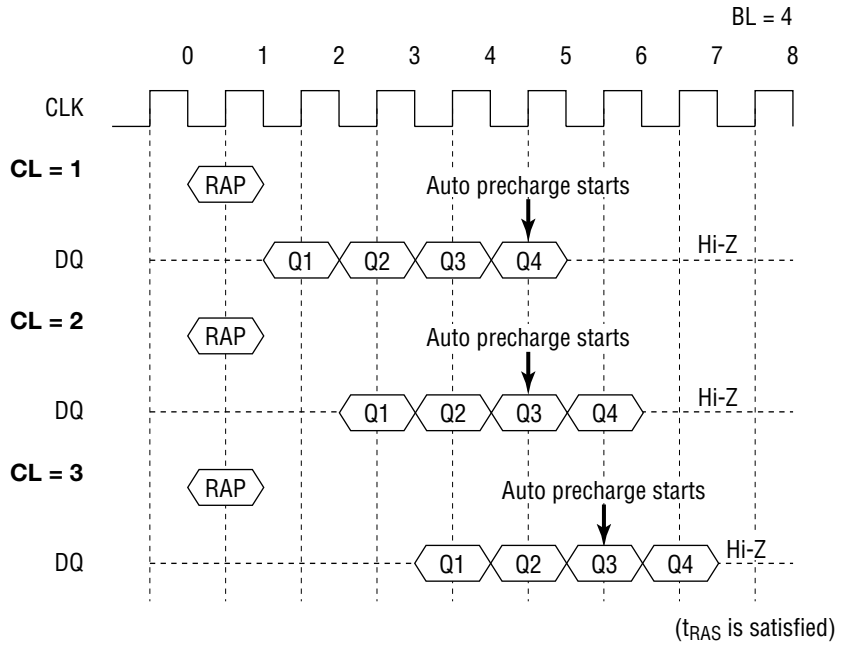 BL = 4
0 1 2 3 4 5 6 7 8
CLK
CL = 1
RAP
Auto precharge starts
DQ
Q1 Q2 Q3 Q4
Hi-Z
CL = 2
RAP
Auto precharge starts
DQ
Q1 Q2 Q3 Q4
Hi-Z
CL = 3
RAP
Auto precharge starts
DQ
Q1 Q2 Q3 Q4
Hi-Z
(tRAS is satisfied)